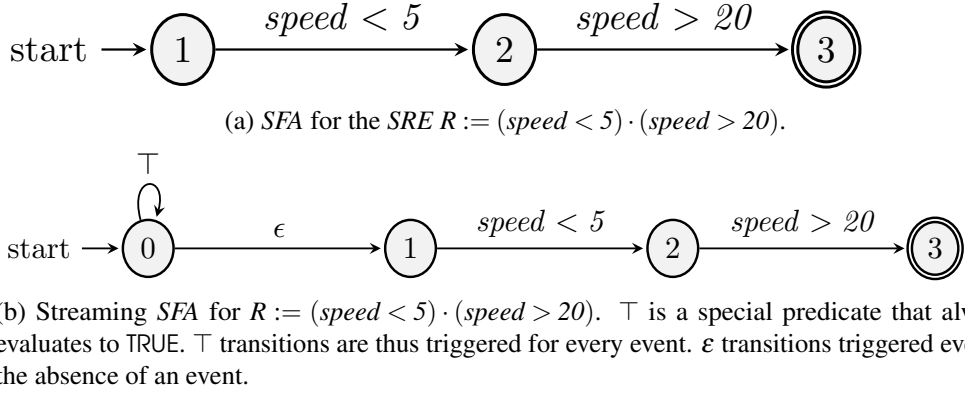 start 1 speed < 5 2 speed > 20 3
(a) SFA for the SRE R := (speed < 5) · (speed > 20).
⊤
start 0 ϵ 1 speed < 5 2 speed > 20 3
(b) Streaming SFA for R := (speed < 5) · (speed > 20). ⊤ is a special predicate that
evaluates to TRUE. ⊤ transitions are thus triggered for every event. ε transitions triggered
the absence of an event.